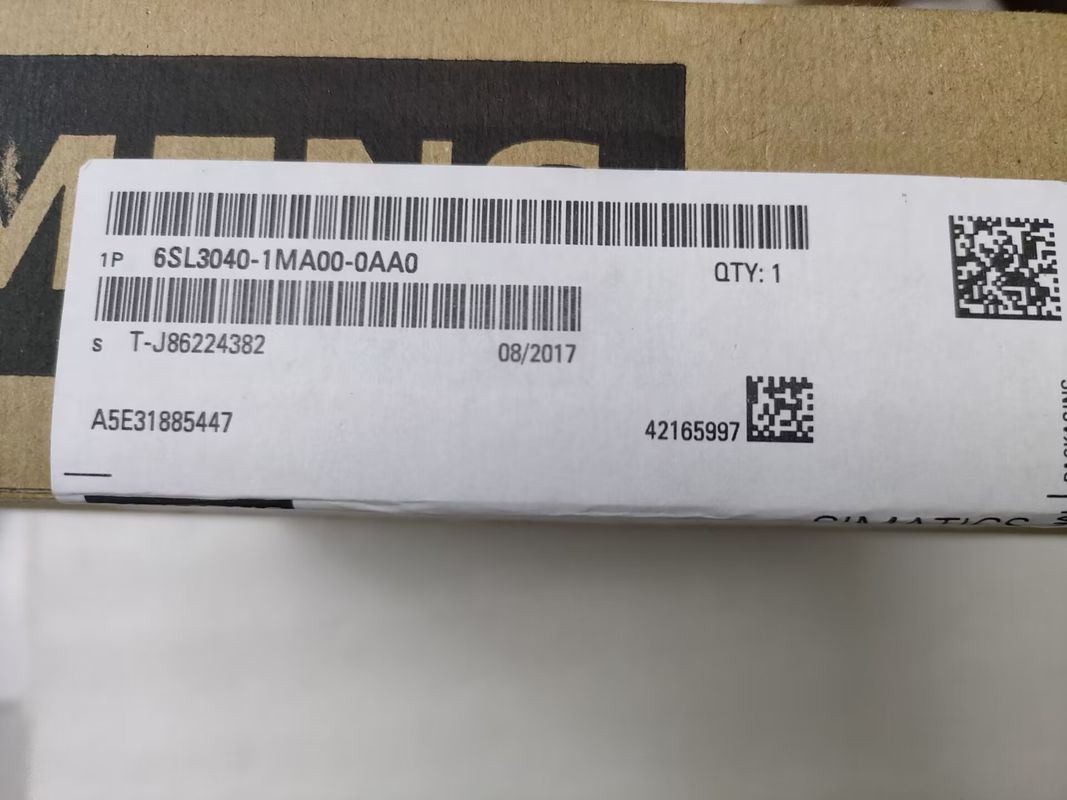 1P 6SL3040-1MA00-0AA0 QTY: 1
S T-J86224382 08/2017
A5E31885447 42165997